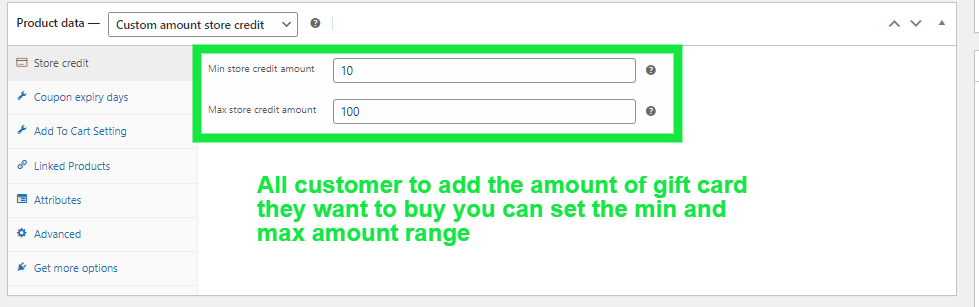 Product data — Custom amount store credit
Store credit
Min store credit amount 10
Coupon expiry days
Max store credit amount 100
Add To Cart Setting
Linked Products
All customer to add the amount of gift card
Attributes
they want to buy you can set the min and
Advanced
max amount range
Get more options